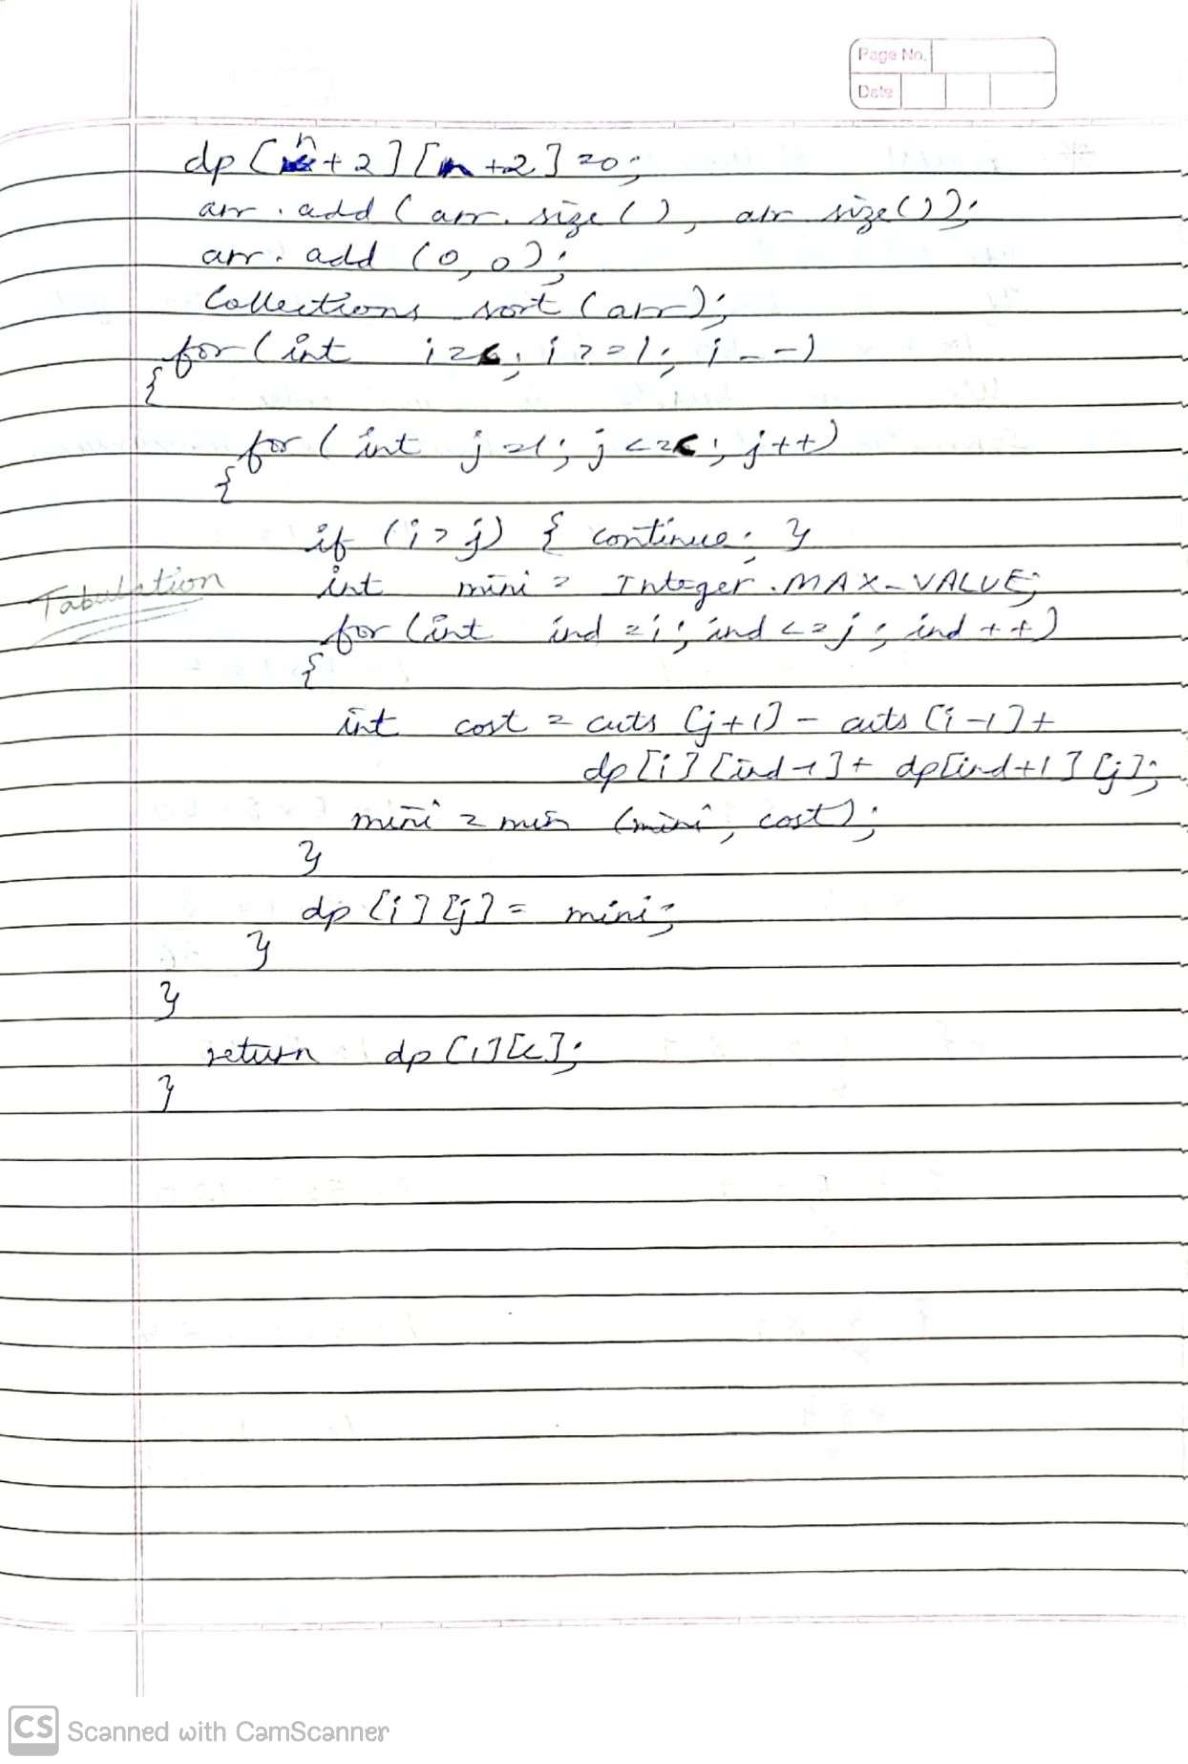 Page No.
Date
dp [n+2][n+2]=0;
arr.add (arr.size(), arr size());
arr.add (0,0);
Collections sort (arr);
for (int i=c; i>=1; i--)
{
for (int j=1; j<=c; j++)
{
if (i>j) { continue; }
Tabulation
int mini = Integer.MAX_VALUE;
for (int ind =i; ind<=j; ind++)
{
int cost = cuts [j+1] - cuts [i-1]+
dp[i][ind-1]+ dp[ind+1][j];
mini = min (mini, cost);
}
dp [i][j] = mini;
}
}
return dp [1][c];
}
CS Scanned with CamScanner